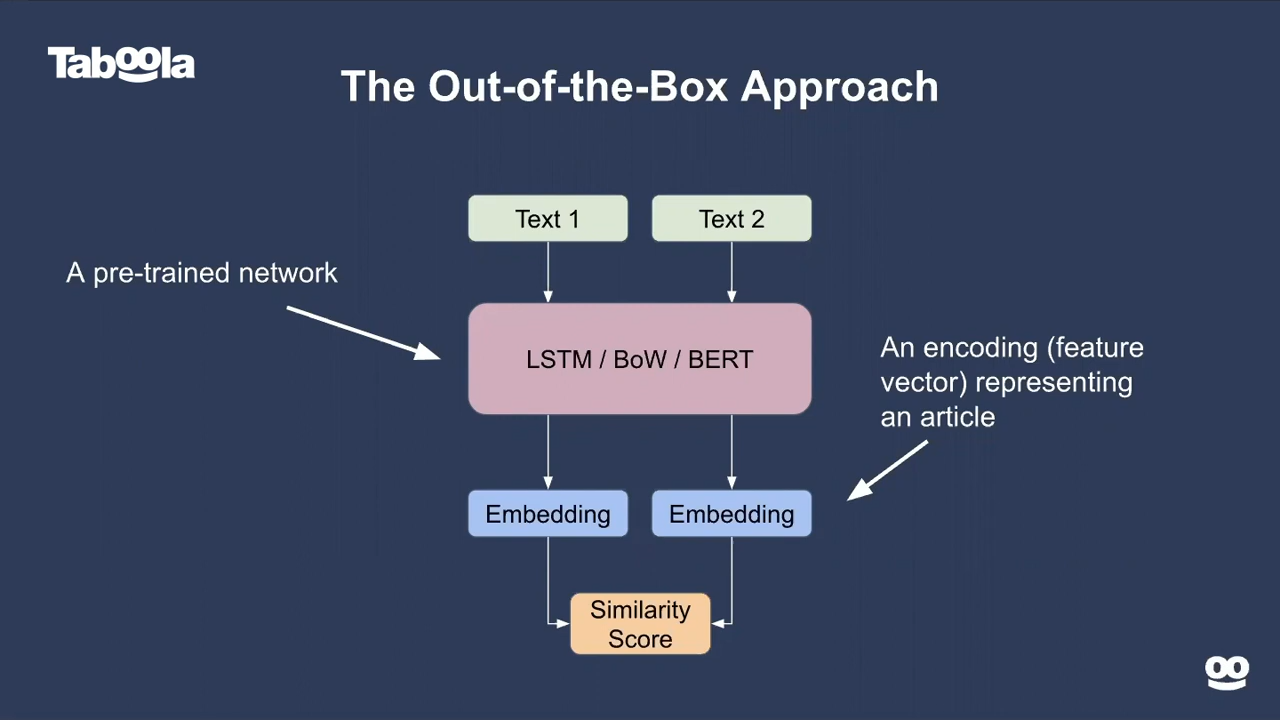 Taboola
The Out-of-the-Box Approach
Text 1
Text 2
A pre-trained network
LSTM / BoW / BERT
An encoding (feature
vector) representing
an article
Embedding
Embedding
Similarity
Score